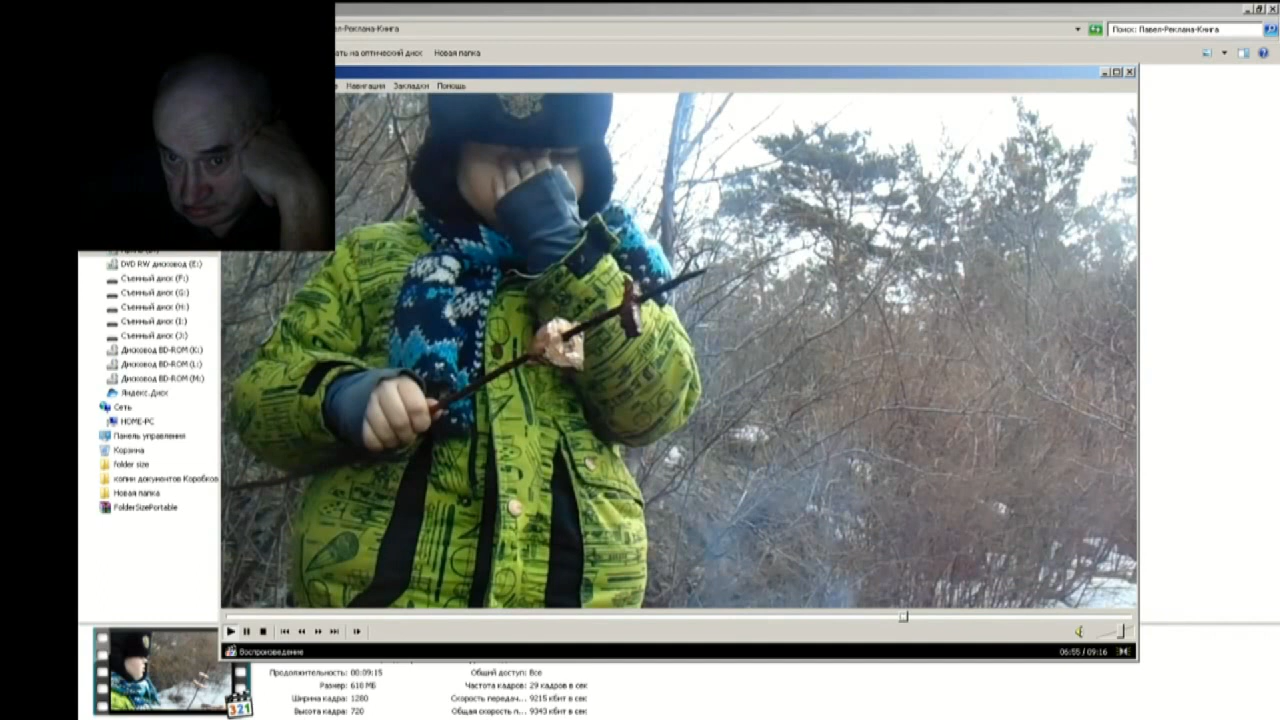 ел-Реклама-Книга
Поиск: Павел-Реклама-Книга
ать на оптический диск Новая папка
Навигация Закладки Помощь
DVD RW дисковод (E:)
Съемный диск (F:)
Съемный диск (G:)
Съемный диск (H:)
Съемный диск (I:)
Съемный диск (J:)
Дисковод BD-ROM (K:)
Дисковод BD-ROM (L:)
Дисковод BD-ROM (M:)
Яндекс.Диск
Сеть
HOME-PC
Панель управления
Корзина
folder size
копии документов Коробков
Новая папка
FolderSizePortable
Воспроизведение
06:55 / 09:16
Продолжительность: 00:09:15
Общий доступ: Все
Размер: 618 МБ
Частота кадров: 29 кадров в сек
Ширина кадра: 1280
Скорость передач... 9215 кбит в сек
Высота кадра: 720
Общая скорость п... 9343 кбит в сек
321